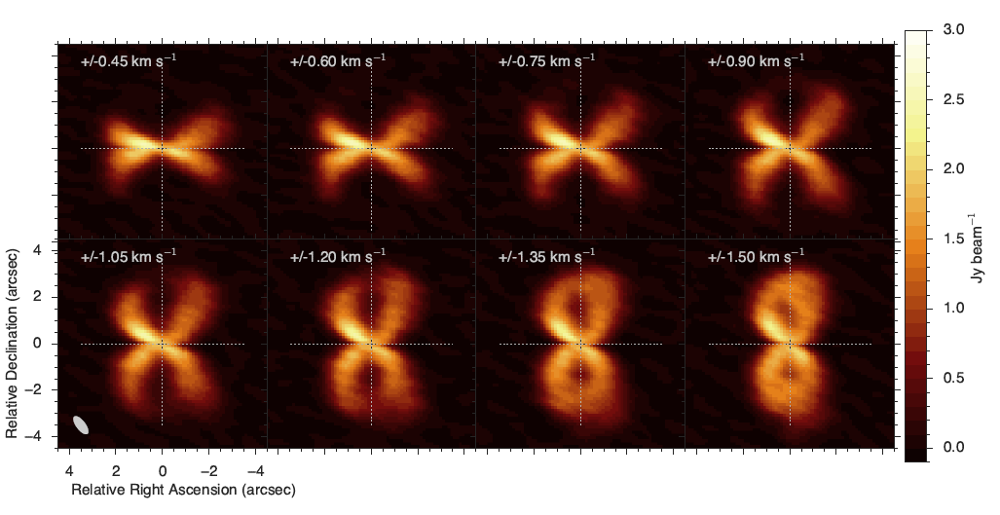 +/-0.45 km s⁻¹
+/-0.60 km s⁻¹
+/-0.75 km s⁻¹
+/-0.90 km s⁻¹
+/-1.05 km s⁻¹
+/-1.20 km s⁻¹
+/-1.35 km s⁻¹
+/-1.50 km s⁻¹
4
2
0
−2
−4
Relative Declination (arcsec)
4 2 0 −2 −4
Relative Right Ascension (arcsec)
3.0
2.5
2.0
1.5
1.0
0.5
0.0
Jy beam⁻¹